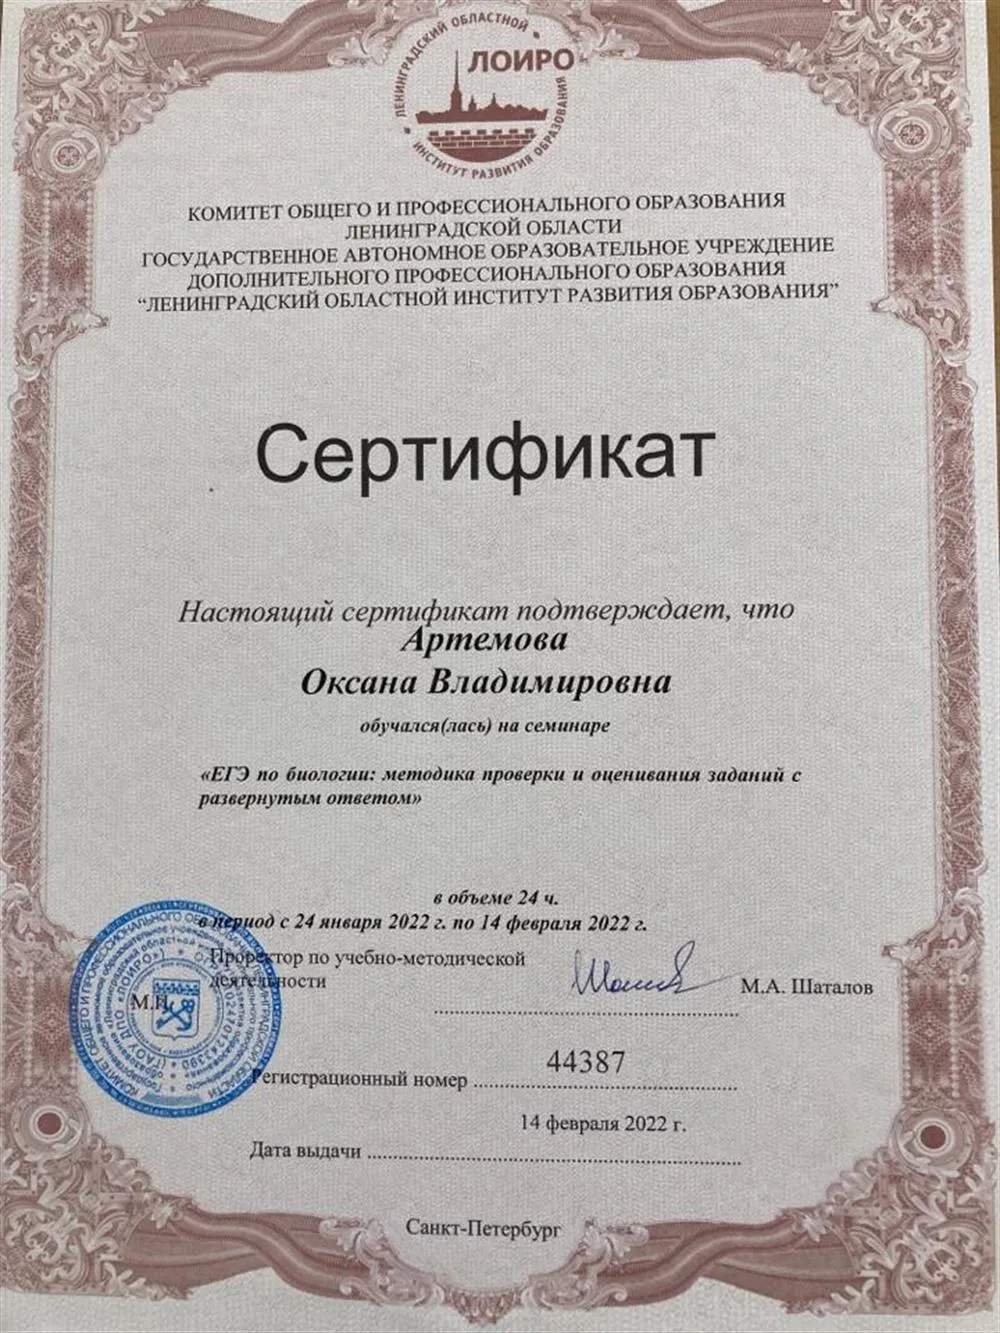 ЛЕНИНГРАДСКИЙ ОБЛАСТНОЙ
ЛОИРО
ИНСТИТУТ РАЗВИТИЯ ОБРАЗОВАНИЯ
КОМИТЕТ ОБЩЕГО И ПРОФЕССИОНАЛЬНОГО ОБРАЗОВАНИЯ
ЛЕНИНГРАДСКОЙ ОБЛАСТИ
ГОСУДАРСТВЕННОЕ АВТОНОМНОЕ ОБРАЗОВАТЕЛЬНОЕ УЧРЕЖДЕНИЕ
ДОПОЛНИТЕЛЬНОГО ПРОФЕССИОНАЛЬНОГО ОБРАЗОВАНИЯ
“ЛЕНИНГРАДСКИЙ ОБЛАСТНОЙ ИНСТИТУТ РАЗВИТИЯ ОБРАЗОВАНИЯ”
Сертификат
Настоящий сертификат подтверждает, что
Артемова
Оксана Владимировна
обучался(лась) на семинаре
«ЕГЭ по биологии: методика проверки и оценивания заданий с
развернутым ответом»
в объеме 24 ч.
в период с 24 января 2022 г. по 14 февраля 2022 г.
Проректор по учебно-методической
деятельности
М.А. Шаталов
М.П.
44387
Регистрационный номер
14 февраля 2022 г.
Дата выдачи
Санкт-Петербург